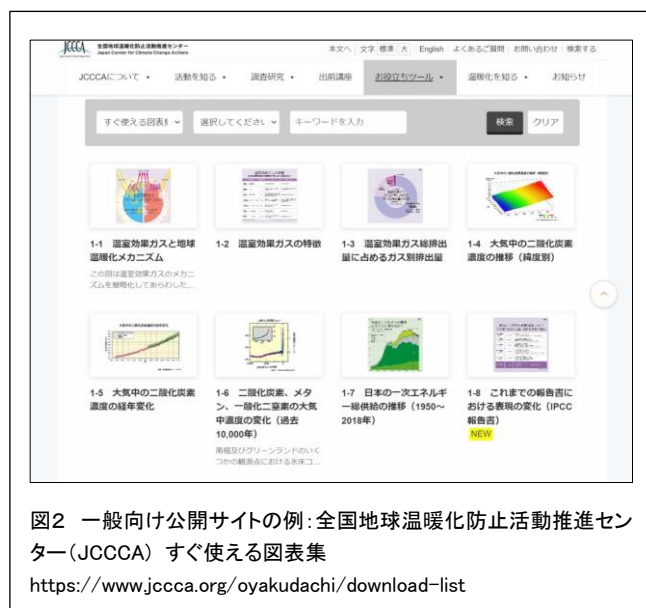 JCCCA 全国地球温暖化防止活動推進センター
Japan Center for Climate Change Actions
本文へ 文字 標準 大 English よくあるご質問 お問い合わせ 検索する
JCCCAについて 活動を知る 調査研究 出前講座 お役立ちツール 温暖化を知る お知らせ
すぐ使える図表 選択してください キーワードを入力 検索 クリア
1-1 温室効果ガスと地球
温暖化メカニズム
この図は温室効果ガスのメカニ
ズムを簡略化してあらわした...
1-2 温室効果ガスの特徴
1-3 温室効果ガス総排出
量に占めるガス別排出量
1-4 大気中の二酸化炭素
濃度の推移（緯度別）
1-5 大気中の二酸化炭素
濃度の経年変化
1-6 二酸化炭素、メタ
ン、一酸化二窒素の大気
中濃度の変化（過去
10,000年）
南極及びグリーンランドのいく
つかの観測点における氷床コ...
1-7 日本の一次エネルギ
ー総供給の推移（1950～
2018年）
1-8 これまでの報告書に
おける表現の変化（IPCC
報告書）
NEW
図2 一般向け公開サイトの例：全国地球温暖化防止活動推進セン
ター（JCCCA） すぐ使える図表集
https://www.jccca.org/oyakudachi/download-list